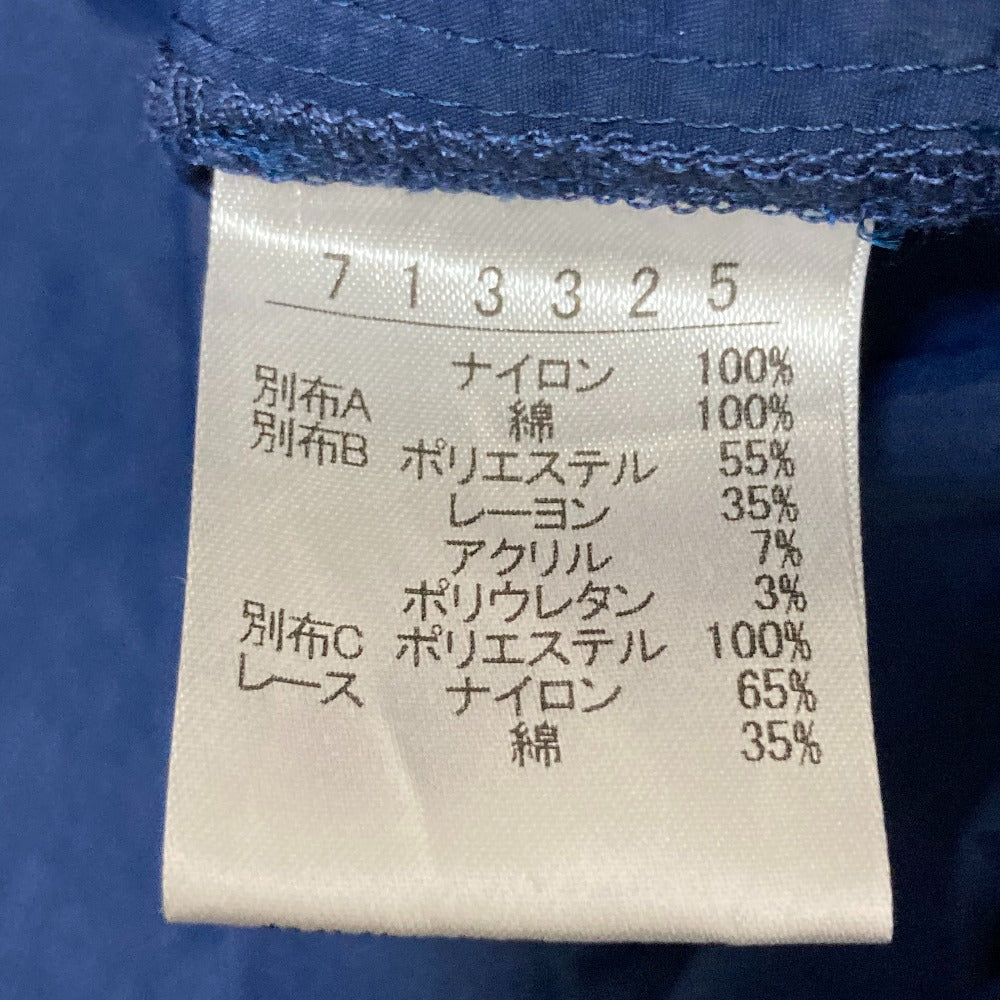 713325
ナイロン 100%
別布A 綿 100%
別布B ポリエステル 55%
レーヨン 35%
アクリル 7%
ポリウレタン 3%
別布C ポリエステル 100%
レース ナイロン 65%
綿 35%